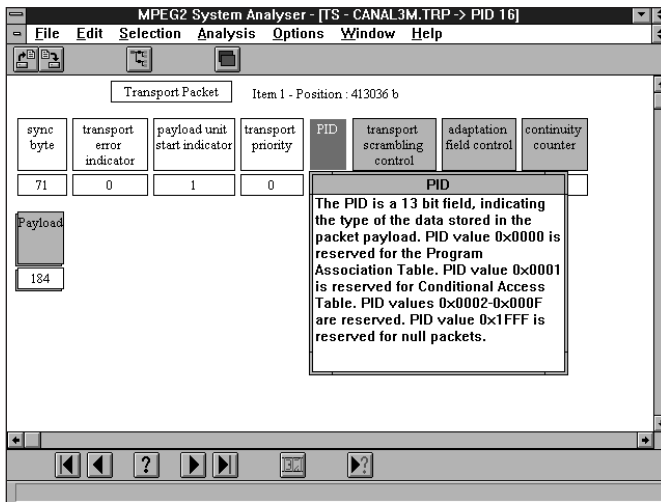 MPEG2 System Analyser - [TS - CANAL3M.TRP -> PID 16]
File Edit Selection Analysis Options Window Help
Transport Packet Item 1 - Position : 413036 b
sync byte
transport error indicator
payload unit start indicator
transport priority
PID
transport scrambling control
adaptation field control
continuity counter
71 0 1 0
PID
The PID is a 13 bit field, indicating
the type of the data stored in the
packet payload. PID value 0x0000 is
reserved for the Program
Association Table. PID value 0x0001
is reserved for Conditional Access
Table. PID values 0x0002-0x000F
are reserved. PID value 0x1FFF is
reserved for null packets.
Payload
184
? ?